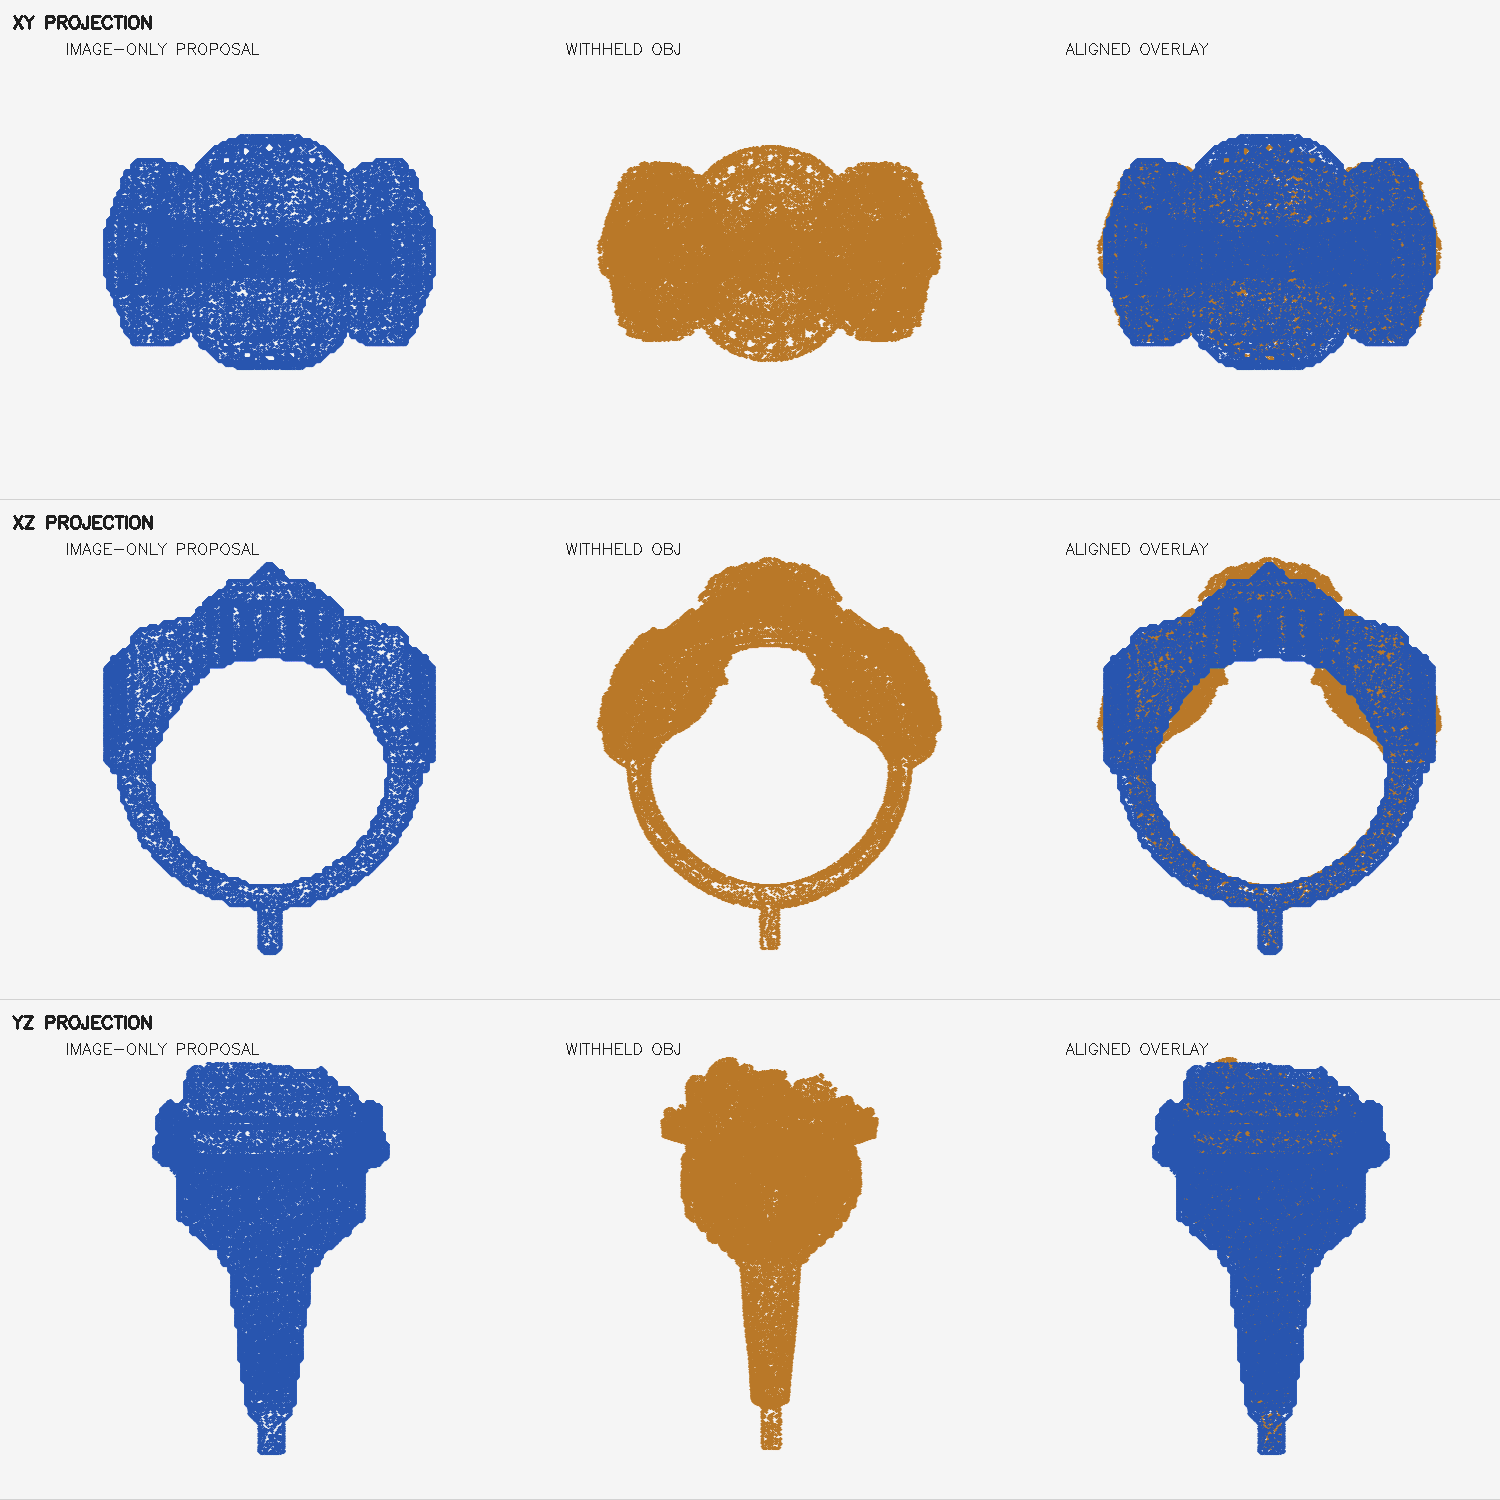 XY PROJECTION
IMAGE-ONLY PROPOSAL
WITHHELD OBJ
ALIGNED OVERLAY
XZ PROJECTION
IMAGE-ONLY PROPOSAL
WITHHELD OBJ
ALIGNED OVERLAY
YZ PROJECTION
IMAGE-ONLY PROPOSAL
WITHHELD OBJ
ALIGNED OVERLAY